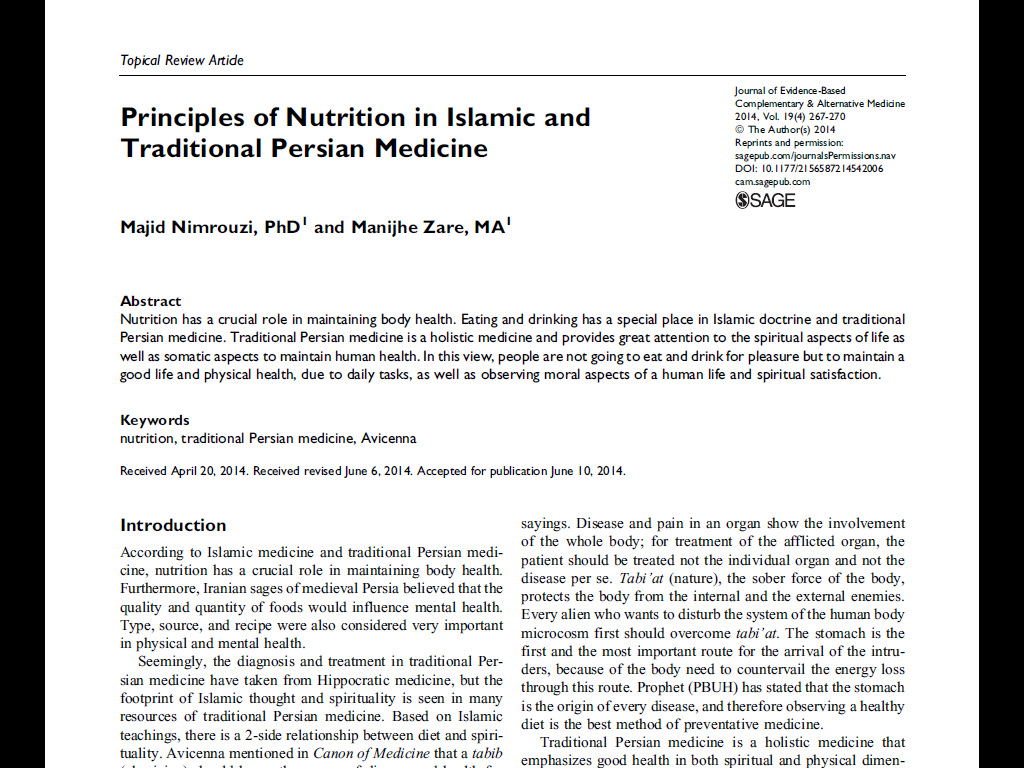 Topical Review Article
Principles of Nutrition in Islamic and
Traditional Persian Medicine
Journal of Evidence-Based
Complementary & Alternative Medicine
2014, Vol. 19(4) 267-270
© The Author(s) 2014
Reprints and permission:
sagepub.com/journalsPermissions.nav
DOI: 10.1177/2156587214542006
cam.sagepub.com
SAGE
Majid Nimrouzi, PhD1 and Manijhe Zare, MA1
Abstract
Nutrition has a crucial role in maintaining body health. Eating and drinking has a special place in Islamic doctrine and traditional
Persian medicine. Traditional Persian medicine is a holistic medicine and provides great attention to the spiritual aspects of life as
well as somatic aspects to maintain human health. In this view, people are not going to eat and drink for pleasure but to maintain a
good life and physical health, due to daily tasks, as well as observing moral aspects of a human life and spiritual satisfaction.
Keywords
nutrition, traditional Persian medicine, Avicenna
Received April 20, 2014. Received revised June 6, 2014. Accepted for publication June 10, 2014.
Introduction
According to Islamic medicine and traditional Persian medi-
cine, nutrition has a crucial role in maintaining body health.
Furthermore, Iranian sages of medieval Persia believed that the
quality and quantity of foods would influence mental health.
Type, source, and recipe were also considered very important
in physical and mental health.
Seemingly, the diagnosis and treatment in traditional Per-
sian medicine have taken from Hippocratic medicine, but the
footprint of Islamic thought and spirituality is seen in many
resources of traditional Persian medicine. Based on Islamic
teachings, there is a 2-side relationship between diet and spiri-
tuality. Avicenna mentioned in Canon of Medicine that a tabib
sayings. Disease and pain in an organ show the involvement
of the whole body; for treatment of the afflicted organ, the
patient should be treated not the individual organ and not the
disease per se. Tabi'at (nature), the sober force of the body,
protects the body from the internal and the external enemies.
Every alien who wants to disturb the system of the human body
microcosm first should overcome tabi'at. The stomach is the
first and the most important route for the arrival of the intru-
ders, because of the body need to countervail the energy loss
through this route. Prophet (PBUH) has stated that the stomach
is the origin of every disease, and therefore observing a healthy
diet is the best method of preventative medicine.
Traditional Persian medicine is a holistic medicine that
emphasizes good health in both spiritual and physical dimen-